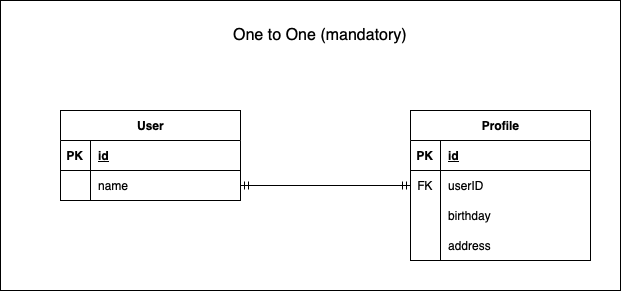 One to One (mandatory)
User
PK id
name
Profile
PK id
FK userID
birthday
address